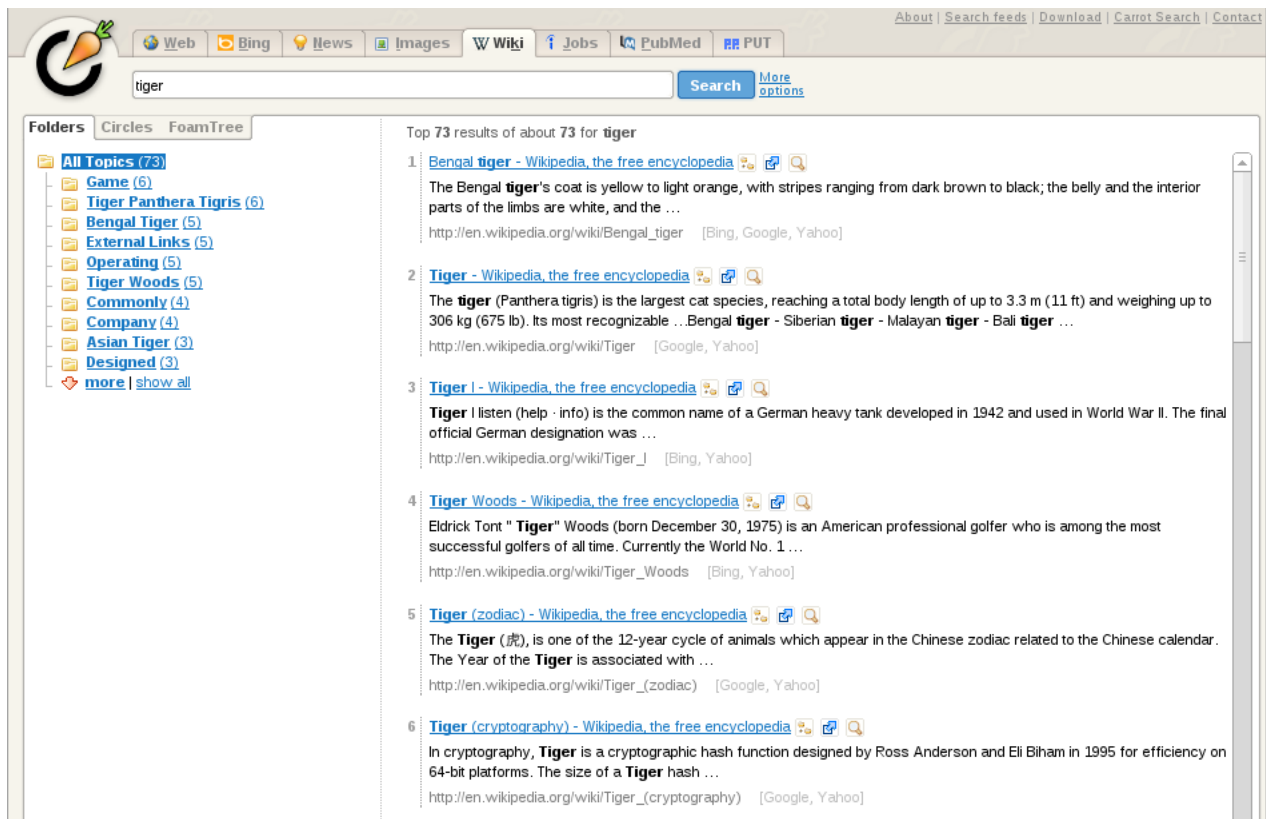 About | Search feeds | Download | Carrot Search | Contact
Web Bing News Images Wiki Jobs PubMed PUT
tiger Search More options
Folders Circles FoamTree
All Topics (73)
Game (6)
Tiger Panthera Tigris (6)
Bengal Tiger (5)
External Links (5)
Operating (5)
Tiger Woods (5)
Commonly (4)
Company (4)
Asian Tiger (3)
Designed (3)
more | show all
Top 73 results of about 73 for tiger
1 Bengal tiger - Wikipedia, the free encyclopedia
The Bengal tiger's coat is yellow to light orange, with stripes ranging from dark brown to black; the belly and the interior
parts of the limbs are white, and the ...
http://en.wikipedia.org/wiki/Bengal_tiger [Bing, Google, Yahoo]
2 Tiger - Wikipedia, the free encyclopedia
The tiger (Panthera tigris) is the largest cat species, reaching a total body length of up to 3.3 m (11 ft) and weighing up to
306 kg (675 lb). Its most recognizable ...Bengal tiger - Siberian tiger - Malayan tiger - Bali tiger ...
http://en.wikipedia.org/wiki/Tiger [Google, Yahoo]
3 Tiger I - Wikipedia, the free encyclopedia
Tiger I listen (help · info) is the common name of a German heavy tank developed in 1942 and used in World War II. The final
official German designation was ...
http://en.wikipedia.org/wiki/Tiger_I [Bing, Yahoo]
4 Tiger Woods - Wikipedia, the free encyclopedia
Eldrick Tont " Tiger" Woods (born December 30, 1975) is an American professional golfer who is among the most
successful golfers of all time. Currently the World No. 1 ...
http://en.wikipedia.org/wiki/Tiger_Woods [Bing, Yahoo]
5 Tiger (zodiac) - Wikipedia, the free encyclopedia
The Tiger (虎), is one of the 12-year cycle of animals which appear in the Chinese zodiac related to the Chinese calendar.
The Year of the Tiger is associated with ...
http://en.wikipedia.org/wiki/Tiger_(zodiac) [Google, Yahoo]
6 Tiger (cryptography) - Wikipedia, the free encyclopedia
In cryptography, Tiger is a cryptographic hash function designed by Ross Anderson and Eli Biham in 1995 for efficiency on
64-bit platforms. The size of a Tiger hash ...
http://en.wikipedia.org/wiki/Tiger_(cryptography) [Google, Yahoo]